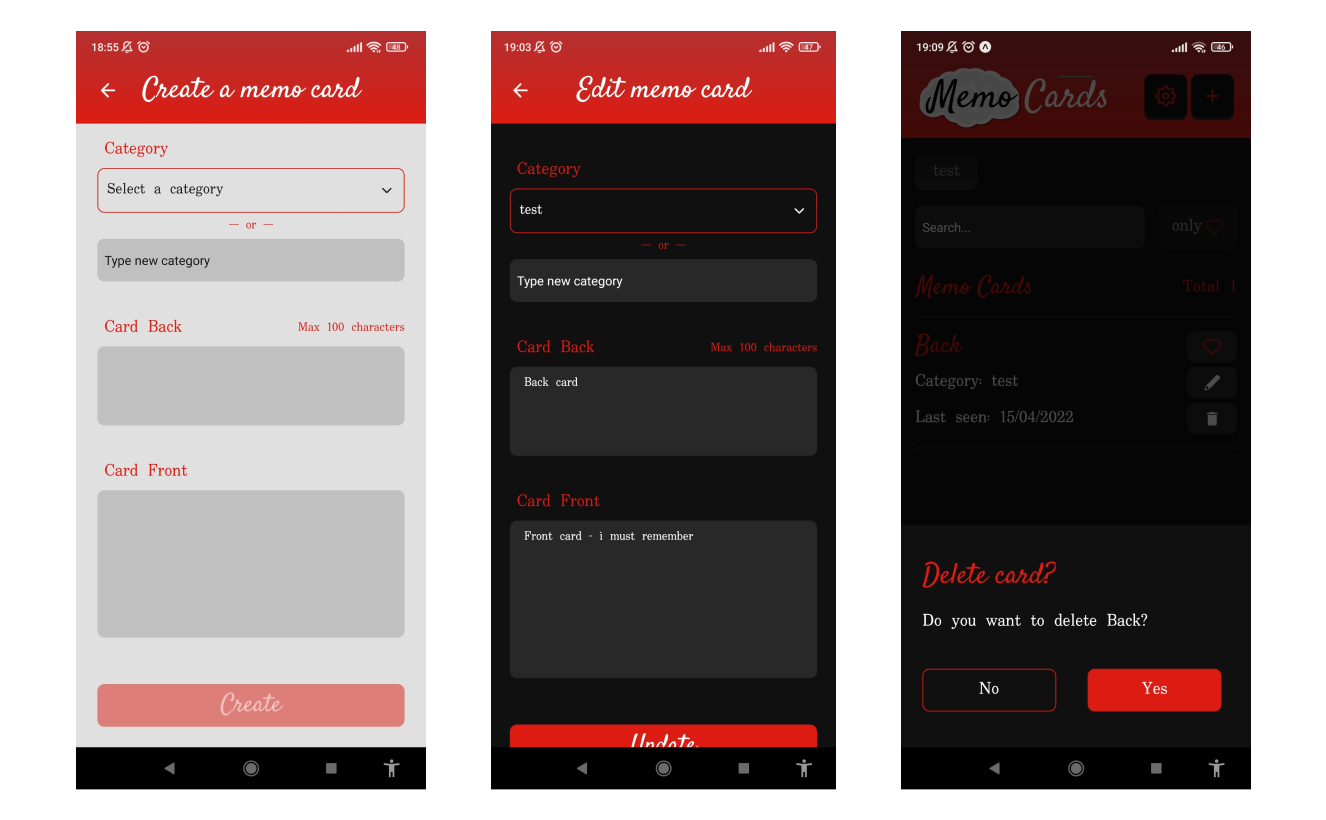 18:55
48
Create a memo card
Category
Select a category
— or —
Type new category
Card Back
Max 100 characters
Card Front
Create
19:03
47
Edit memo card
Category
test
— or —
Type new category
Card Back
Max 100 characters
Back card
Card Front
Front card - i must remember
Update
19:09
46
Memo Cards
test
Search...
only
Memo Cards
Total 1
Back
Category: test
Last seen: 15/04/2022
Delete card?
Do you want to delete Back?
No
Yes